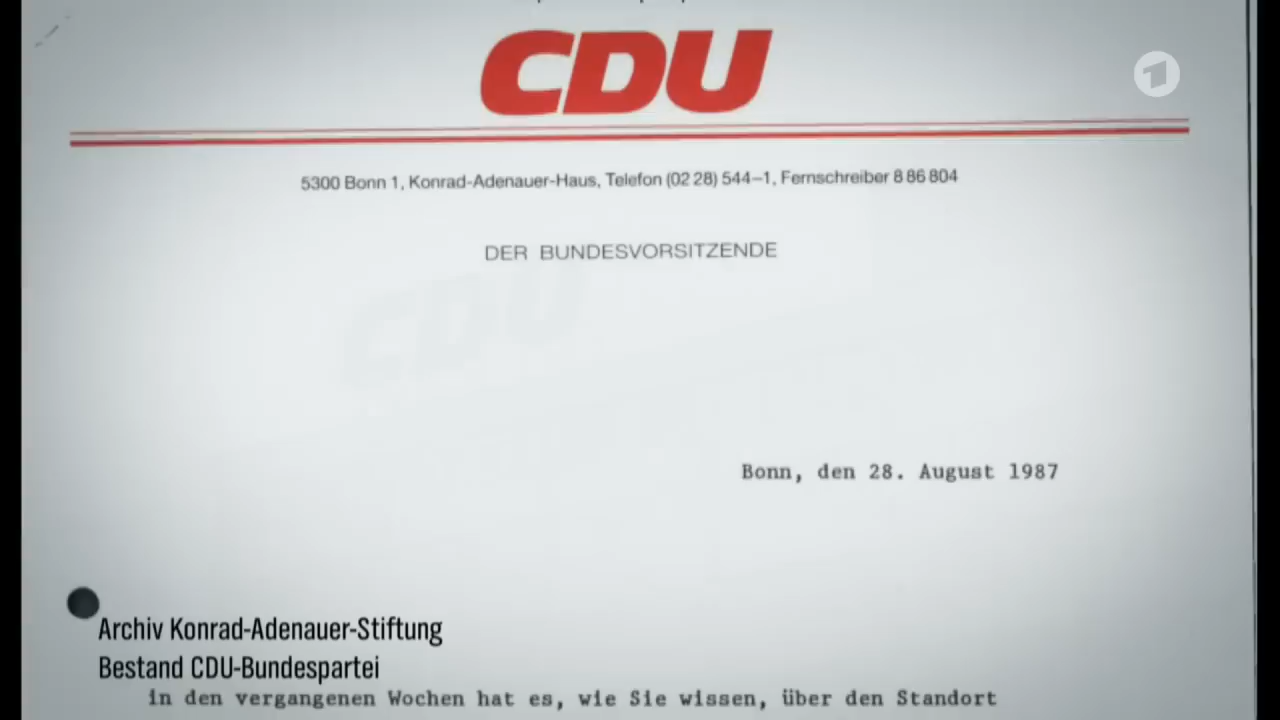 CDU
1
5300 Bonn 1, Konrad-Adenauer-Haus, Telefon (02 28) 544–1, Fernschreiber 8 86 804
DER BUNDESVORSITZENDE
Bonn, den 28. August 1987
Archiv Konrad-Adenauer-Stiftung
Bestand CDU-Bundespartei
in den vergangenen Wochen hat es, wie Sie wissen, über den Standort